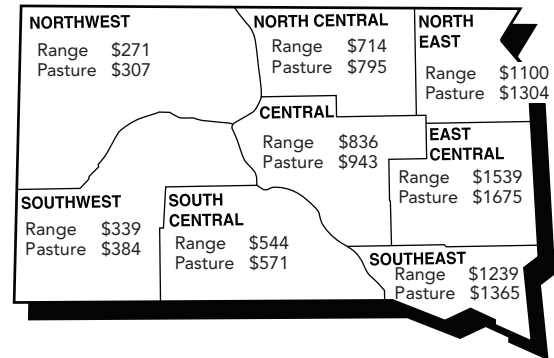 NORTHWEST
Range $271
Pasture $307
NORTH CENTRAL
Range $714
Pasture $795
NORTH
EAST
Range $1100
Pasture $1304
CENTRAL
Range $836
Pasture $943
EAST
CENTRAL
Range $1539
Pasture $1675
SOUTHWEST
Range $339
Pasture $384
SOUTH
CENTRAL
Range $544
Pasture $571
SOUTHEAST
Range $1239
Pasture $1365